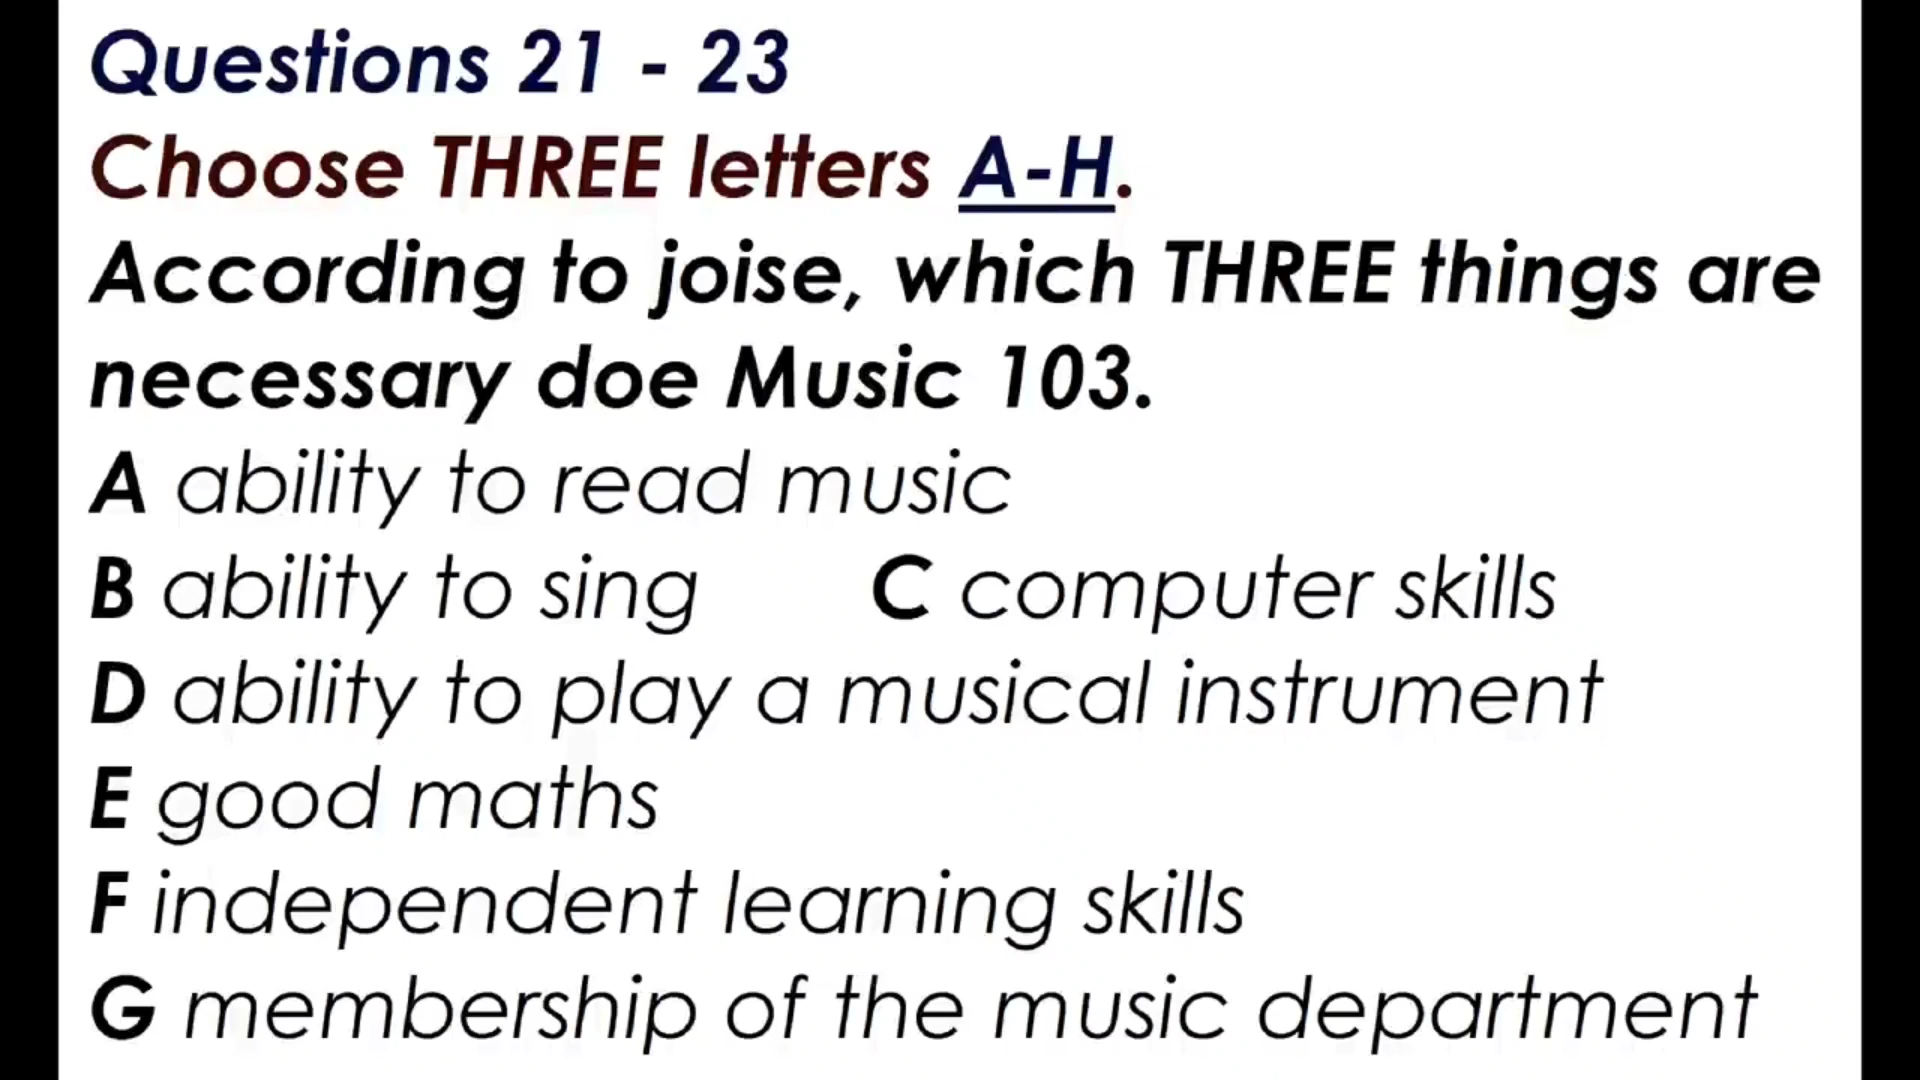 Questions 21 - 23
Choose THREE letters A-H.
According to joise, which THREE things are
necessary doe Music 103.
A ability to read music
B ability to sing C computer skills
D ability to play a musical instrument
E good maths
F independent learning skills
G membership of the music department